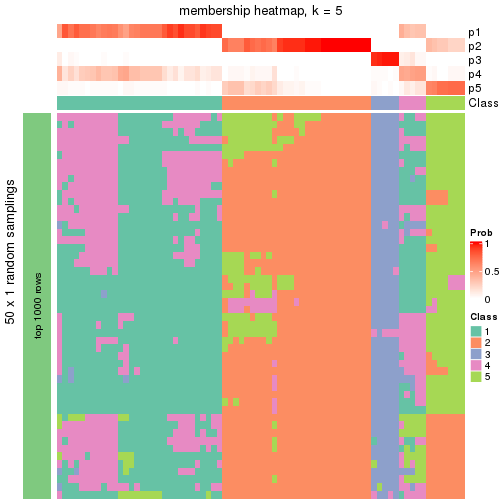 membership heatmap, k = 5
p1
p2
p3
p4
p5
Class
50 x 1 random samplings
top 1000 rows
Prob
1
0.5
0
Class
1
2
3
4
5